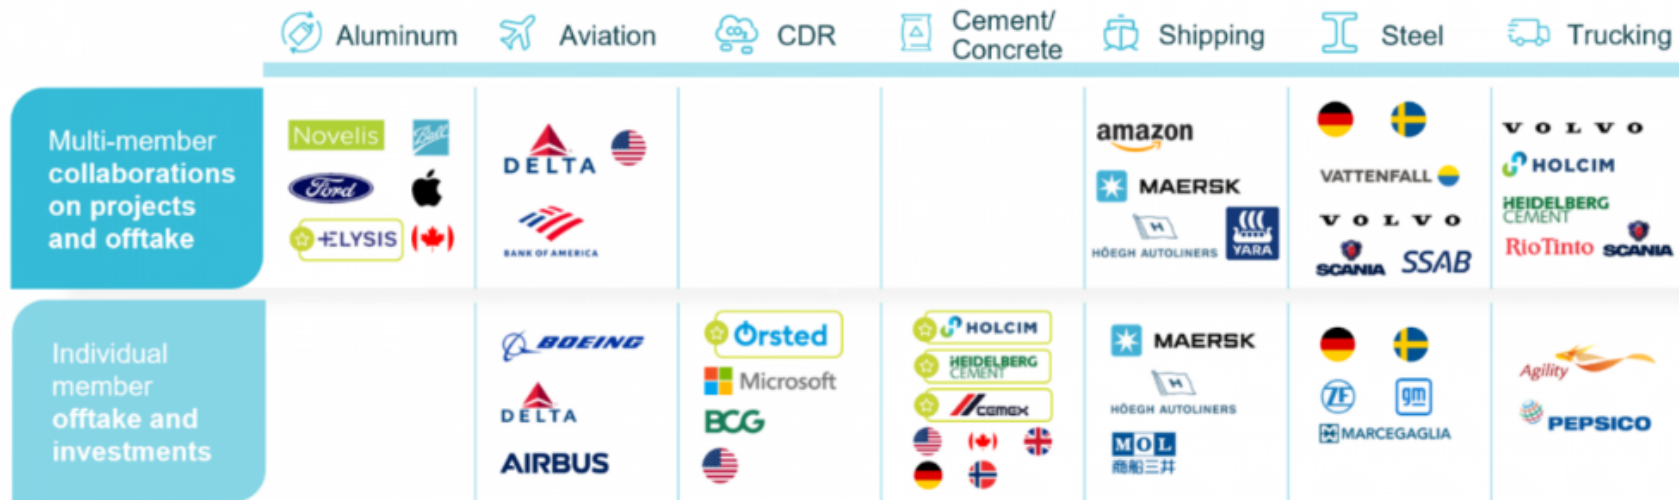 Aluminum
Aviation
CO₂
CDR
Cement/
Concrete
Shipping
Steel
Trucking
Multi-member
collaborations
on projects
and offtake
Novelis
Ball
Ford
ELYSIS
DELTA
BANK OF AMERICA
amazon
MAERSK
H
HÖEGH AUTOLINERS
YARA
VATTENFALL
VOLVO
SCANIA
SSAB
VOLVO
HOLCIM
HEIDELBERG
CEMENT
RioTinto
SCANIA
Individual
member
offtake and
investments
BOEING
DELTA
AIRBUS
Ørsted
Microsoft
BCG
HOLCIM
HEIDELBERG
CEMENT
CEMEX
MAERSK
H
HÖEGH AUTOLINERS
MOL
商船三井
ZF
gm
MARCEGAGLIA
Agility
PEPSICO